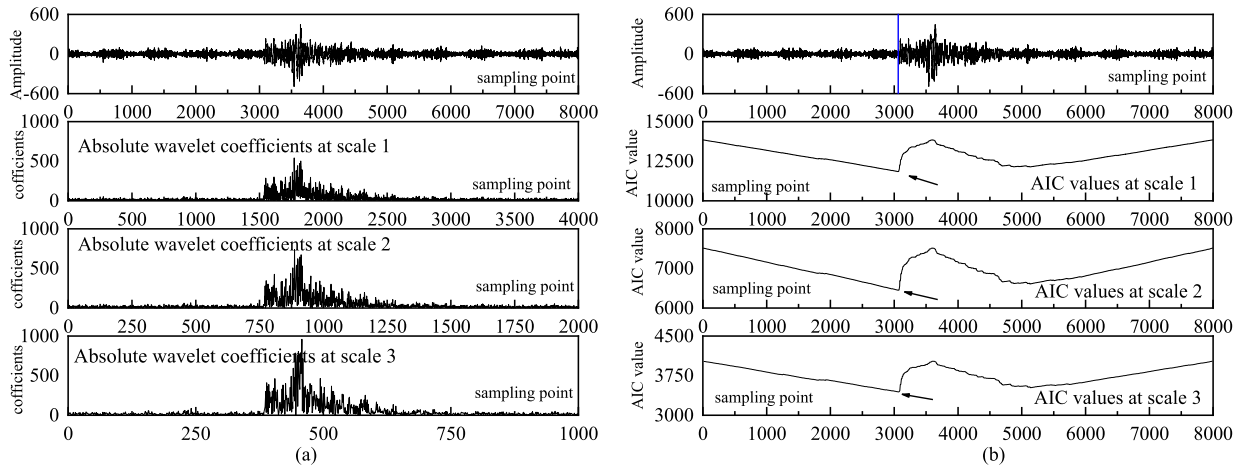 600
0
-600
Amplitude
sampling point
0 1000 2000 3000 4000 5000 6000 7000 8000
1000
500
0
cofficients
Absolute wavelet coefficients at scale 1
sampling point
0 500 1000 1500 2000 2500 3000 3500 4000
1000
500
0
cofficients
Absolute wavelet coefficients at scale 2
sampling point
0 250 500 750 900 1250 1500 1750 2000
1000
500
0
cofficients
Absolute wavelet coefficients at scale 3
sampling point
0 250 500 750 1000
(a)
600
0
-600
Amplitude
sampling point
0 1000 2000 3000 4000 5000 6000 7000 8000
15000
12500
10000
AIC value
sampling point
AIC values at scale 1
0 1000 2000 3000 4000 5000 6000 7000 8000
8000
7000
6000
AIC value
sampling point
AIC values at scale 2
0 1000 2000 3000 4000 5000 6000 7000 8000
4500
3750
3000
AIC value
sampling point
AIC values at scale 3
0 1000 2000 3000 4000 5000 6000 7000 8000
(b)